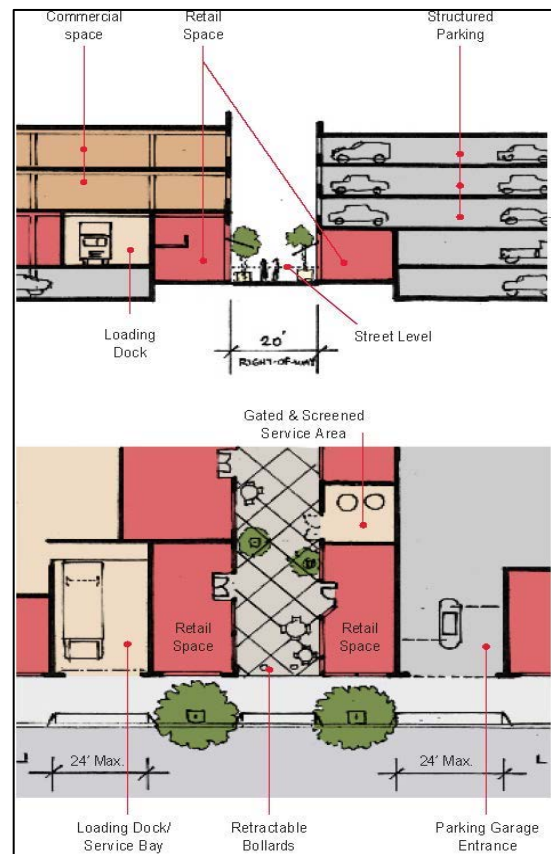 Commercial
space
Retail
Space
Structured
Parking
Loading
Dock
20'
RIGHT-OF-WAY
Street Level
Gated & Screened
Service Area
Retail
Space
Retail
Space
24' Max.
24' Max.
Loading Dock/
Service Bay
Retractable
Bollards
Parking Garage
Entrance